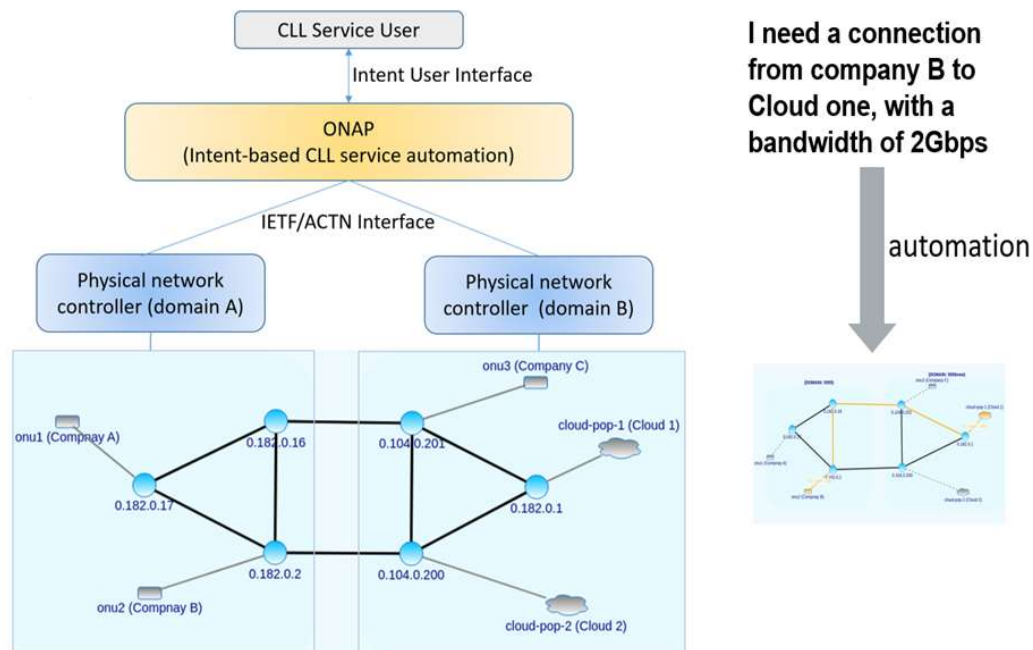 CLL Service User
Intent User Interface
ONAP
(Intent-based CLL service automation)
IETF/ACTN Interface
Physical network
controller (domain A)
Physical network
controller (domain B)
onu3 (Company C)
onu1 (Compnay A)
0.182.0.16
0.104.0.201
cloud-pop-1 (Cloud 1)
0.182.0.17
0.182.0.1
0.182.0.2
0.104.0.200
onu2 (Compnay B)
cloud-pop-2 (Cloud 2)
I need a connection
from company B to
Cloud one, with a
bandwidth of 2Gbps
automation